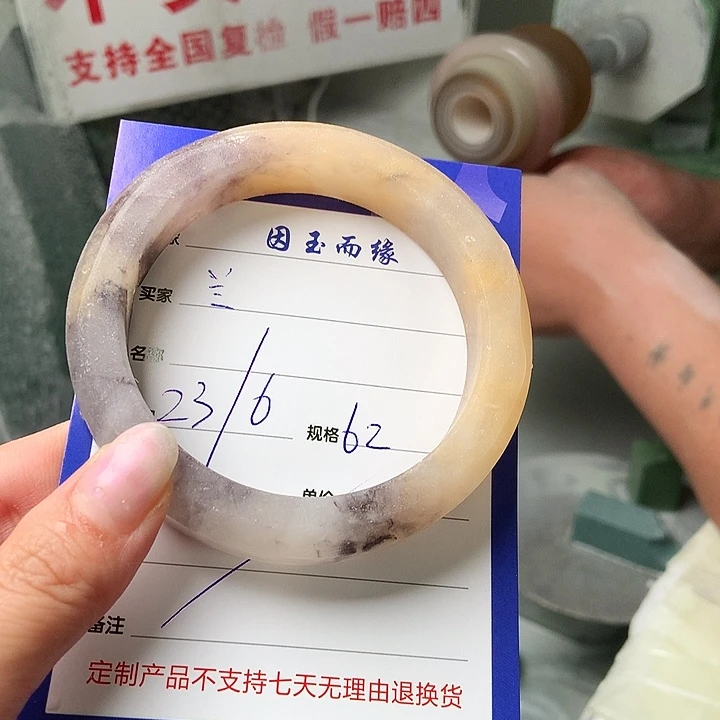 支持全国复检 假一赔四
因玉而缘
买家 兰
名称
23/6 规格 62
单价
备注 /
定制产品不支持七天无理由退换货